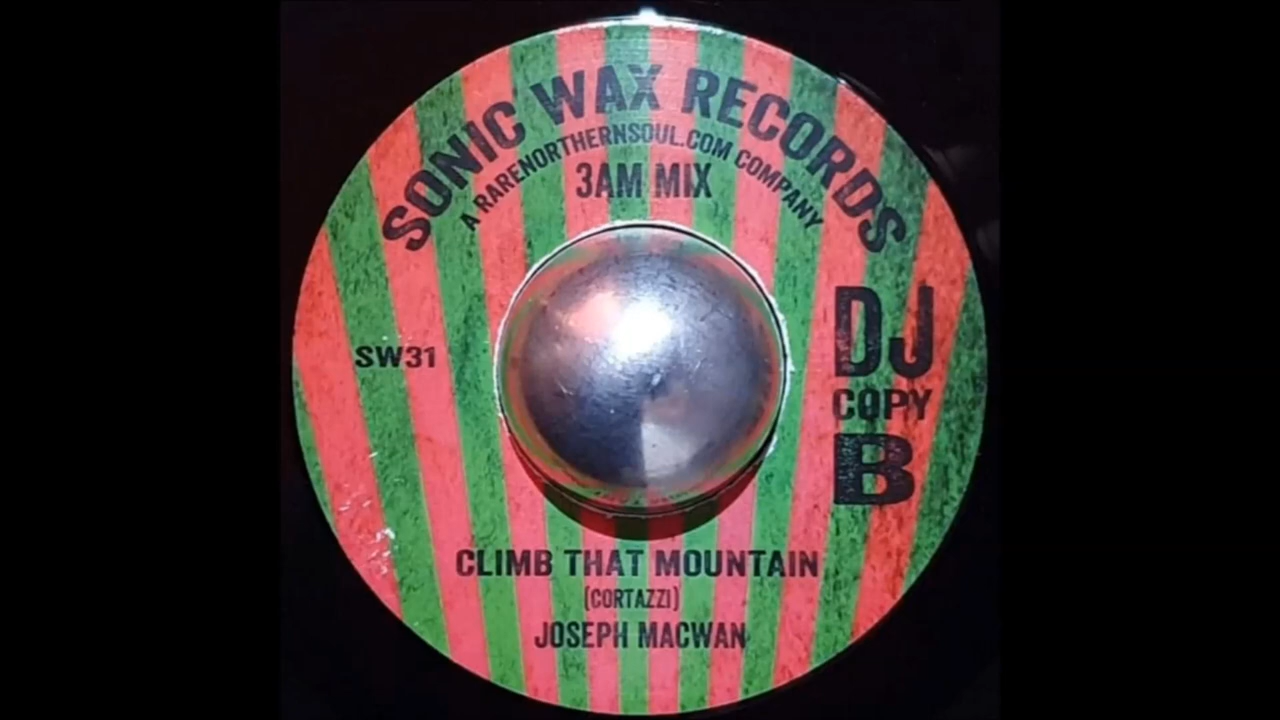 SONIC WAX RECORDS
A RARENORTHERNSOUL.COM COMPANY
3AM MIX
SW31
DJ
COPY
B
CLIMB THAT MOUNTAIN
(CORTAZZI)
JOSEPH MACWAN